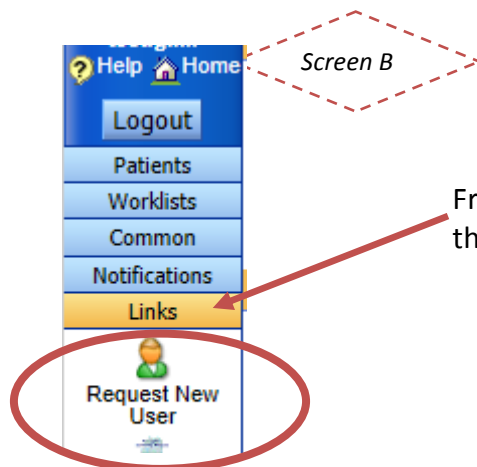 Help Home
Screen B
Logout
Patients
Worklists
Common
Notifications
Links
Fr
th
Request New
User